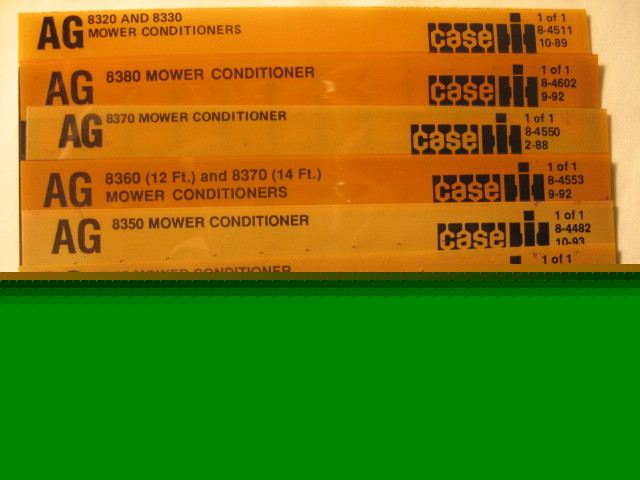 AG 8320 AND 8330
MOWER CONDITIONERS
case IH
1 of 1
8-4511
10-89
AG 8380 MOWER CONDITIONER
case IH
1 of 1
8-4602
9-92
AG 8370 MOWER CONDITIONER
case IH
1 of 1
8-4550
2-88
AG 8360 (12 Ft.) and 8370 (14 Ft.)
MOWER CONDITIONERS
case IH
1 of 1
8-4553
9-92
AG 8350 MOWER CONDITIONER
case IH
1 of 1
8-4482
10-93
MOWER CONDITIONER
1 of 1